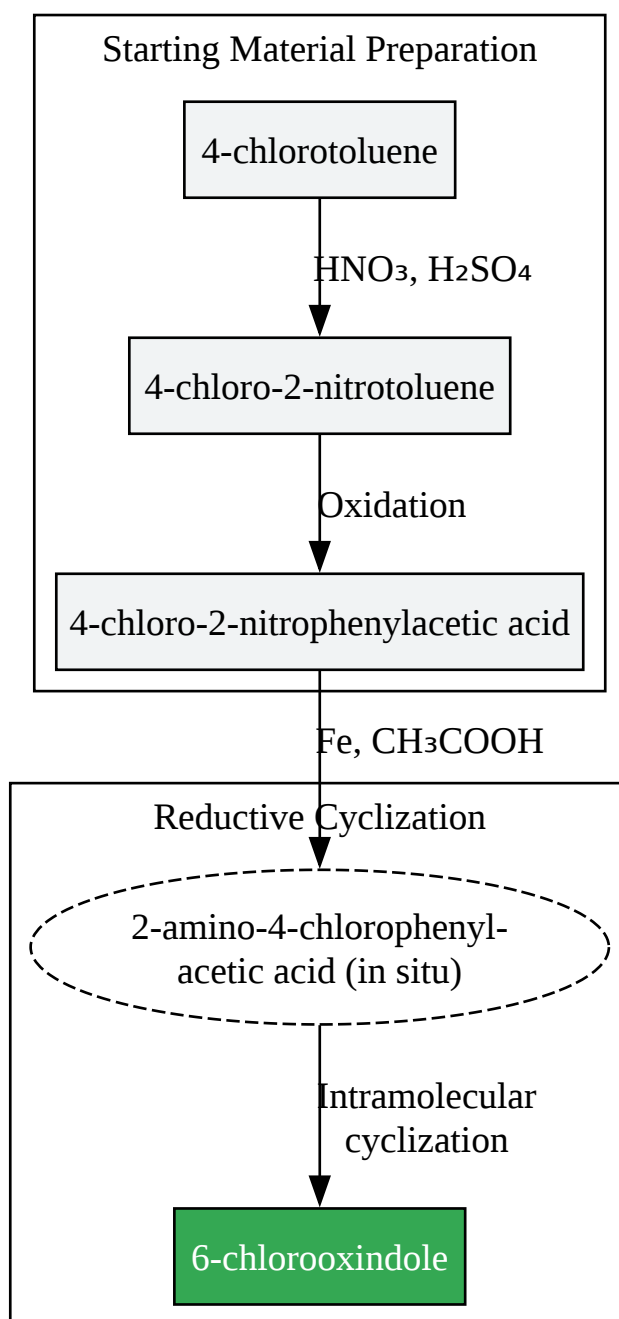 Starting Material Preparation
4-chlorotoluene
HNO₃, H₂SO₄
4-chloro-2-nitrotoluene
Oxidation
4-chloro-2-nitrophenylacetic acid
Fe, CH₃COOH
Reductive Cyclization
2-amino-4-chlorophenyl-
acetic acid (in situ)
Intramolecular
cyclization
6-chlorooxindole